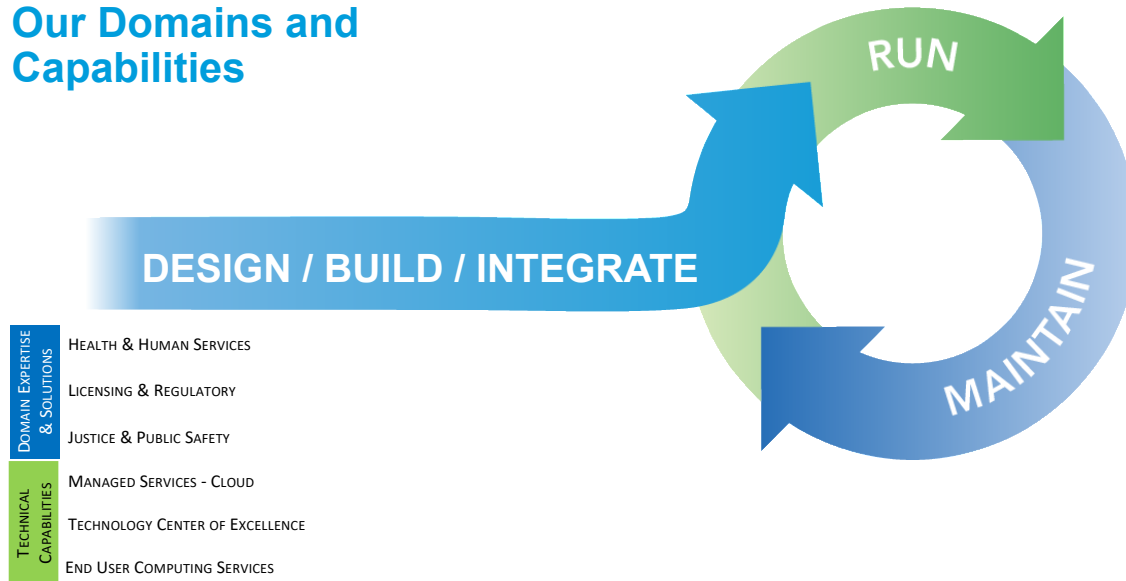 Our Domains and
Capabilities
RUN
DESIGN / BUILD / INTEGRATE
MAINTAIN
DOMAIN EXPERTISE
& SOLUTIONS
HEALTH & HUMAN SERVICES
LICENSING & REGULATORY
JUSTICE & PUBLIC SAFETY
TECHNICAL
CAPABILITIES
MANAGED SERVICES - CLOUD
TECHNOLOGY CENTER OF EXCELLENCE
END USER COMPUTING SERVICES